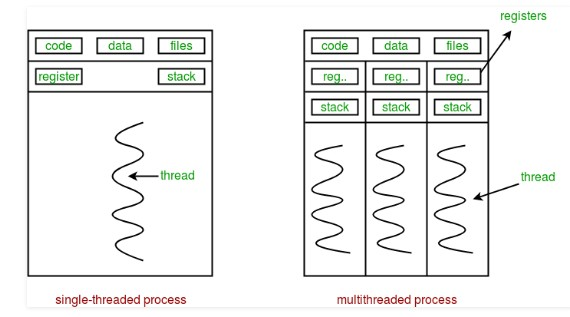 registers
code data files
register stack
thread
single-threaded process
code data files
reg.. reg.. reg..
stack stack stack
thread
multithreaded process